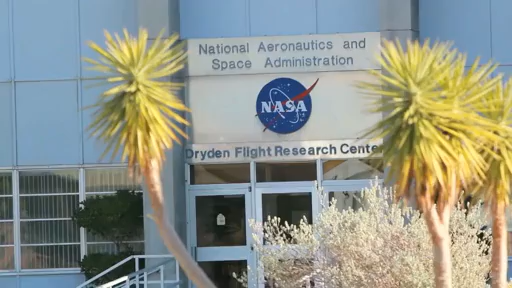 National Aeronautics and
Space Administration
NASA
Dryden Flight Research Center